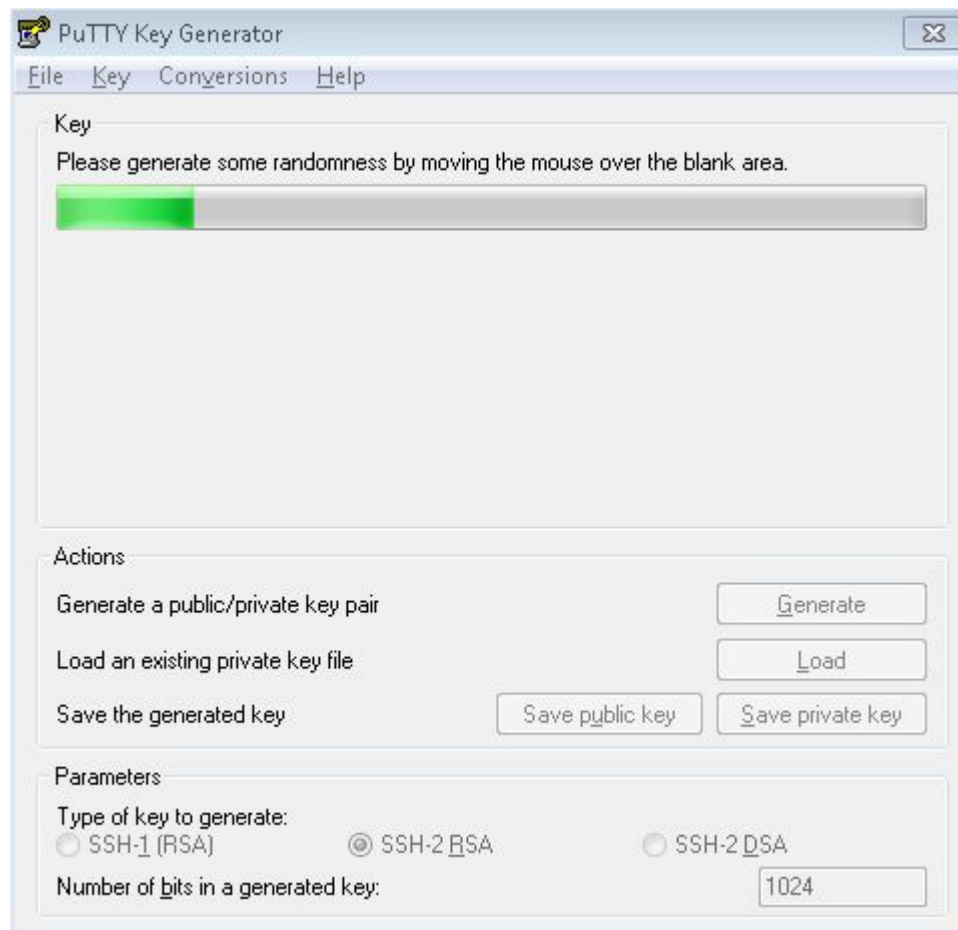 PuTTY Key Generator
File Key Conversions Help
Key
Please generate some randomness by moving the mouse over the blank area.
Actions
Generate a public/private key pair
Generate
Load an existing private key file
Load
Save the generated key
Save public key
Save private key
Parameters
Type of key to generate:
SSH-1 (RSA)
SSH-2 RSA
SSH-2 DSA
Number of bits in a generated key:
1024